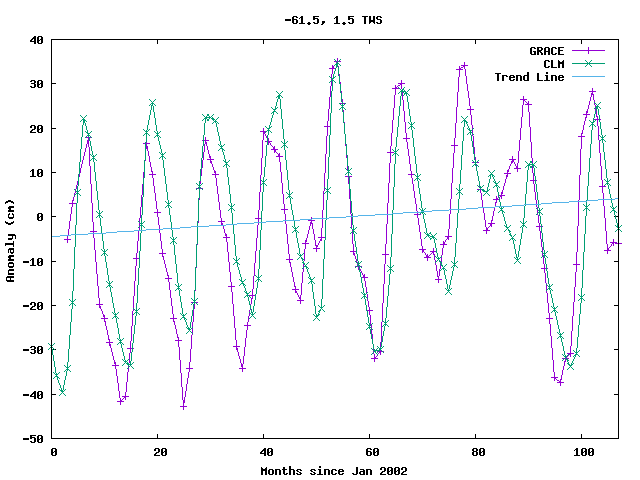 -61.5, 1.5 TWS
GRACE
CLM
Trend Line
40
30
20
10
0
-10
-20
-30
-40
-50
Anomaly (cm)
0 20 40 60 80 100
Months since Jan 2002